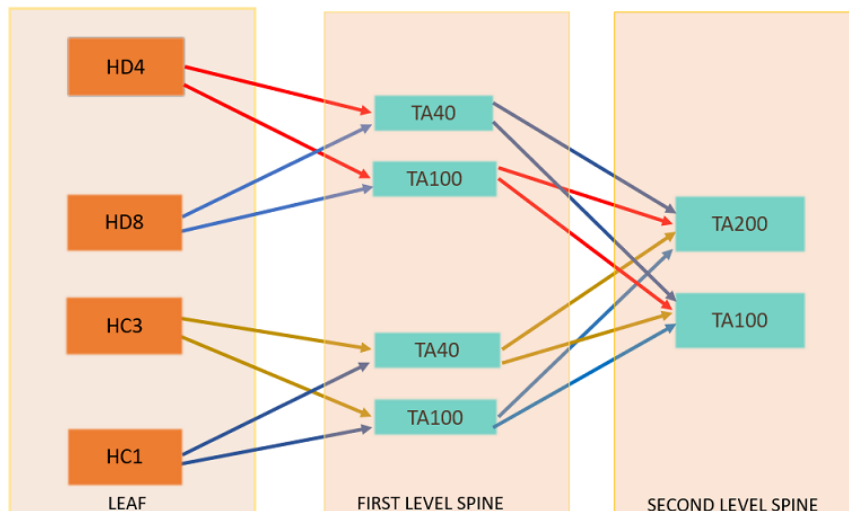 HD4
HD8
HC3
HC1
LEAF
TA40
TA100
TA40
TA100
FIRST LEVEL SPINE
TA200
TA100
SECOND LEVEL SPINE